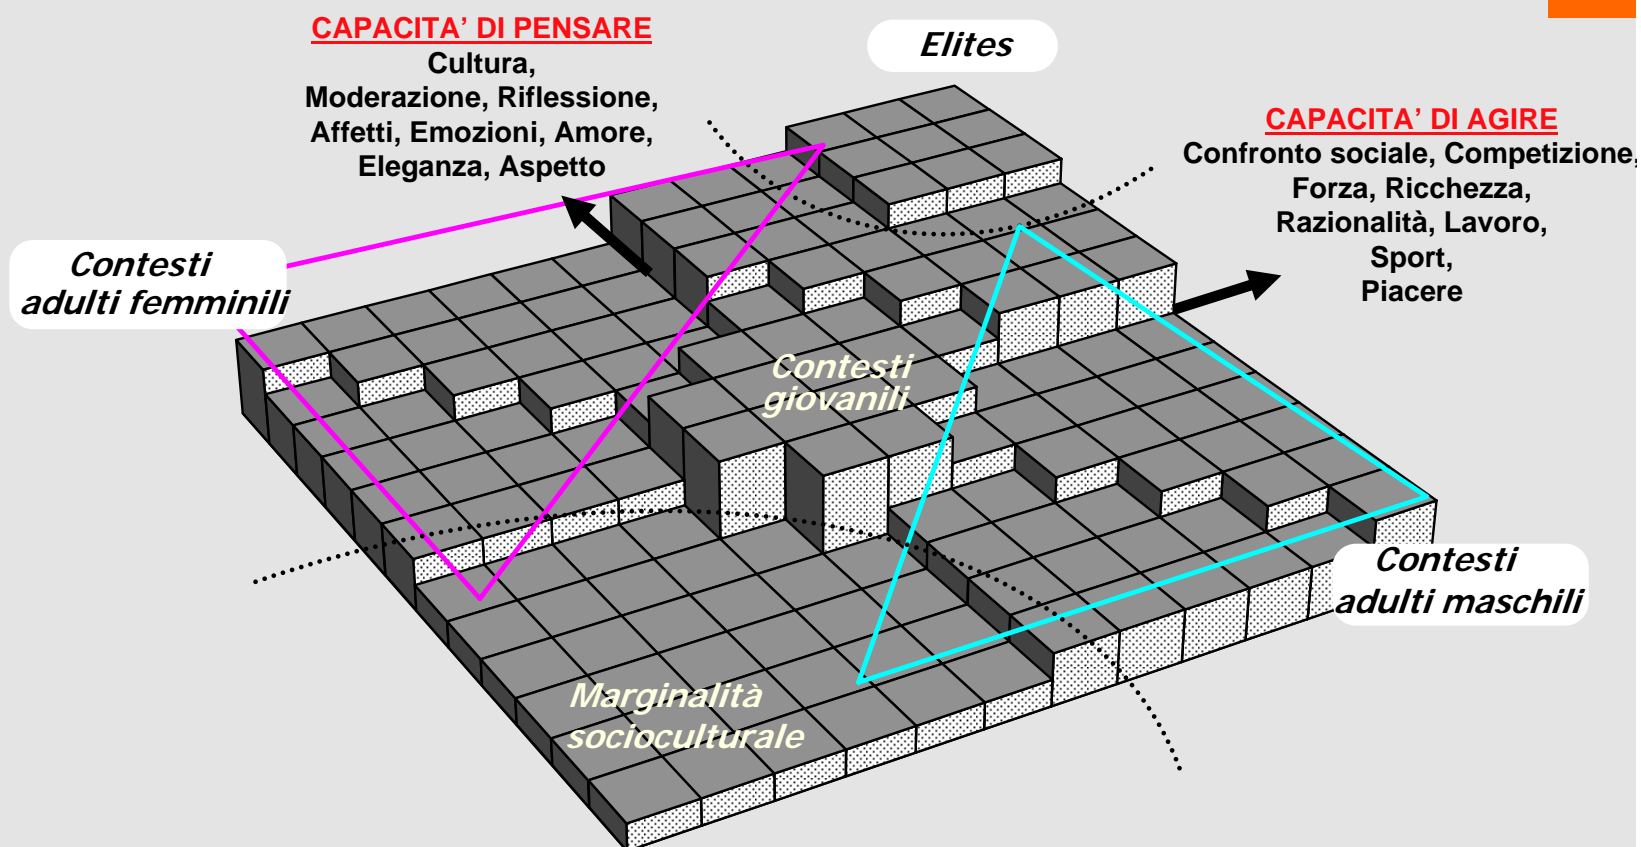 CAPACITA’ DI PENSARE
Cultura,
Moderazione, Riflessione,
Affetti, Emozioni, Amore,
Eleganza, Aspetto
Elites
CAPACITA’ DI AGIRE
Confronto sociale, Competizione,
Forza, Ricchezza,
Razionalità, Lavoro,
Sport,
Piacere
Contesti
adulti femminili
Contesti
giovanili
Contesti
adulti maschili
Marginalità
socioculturale